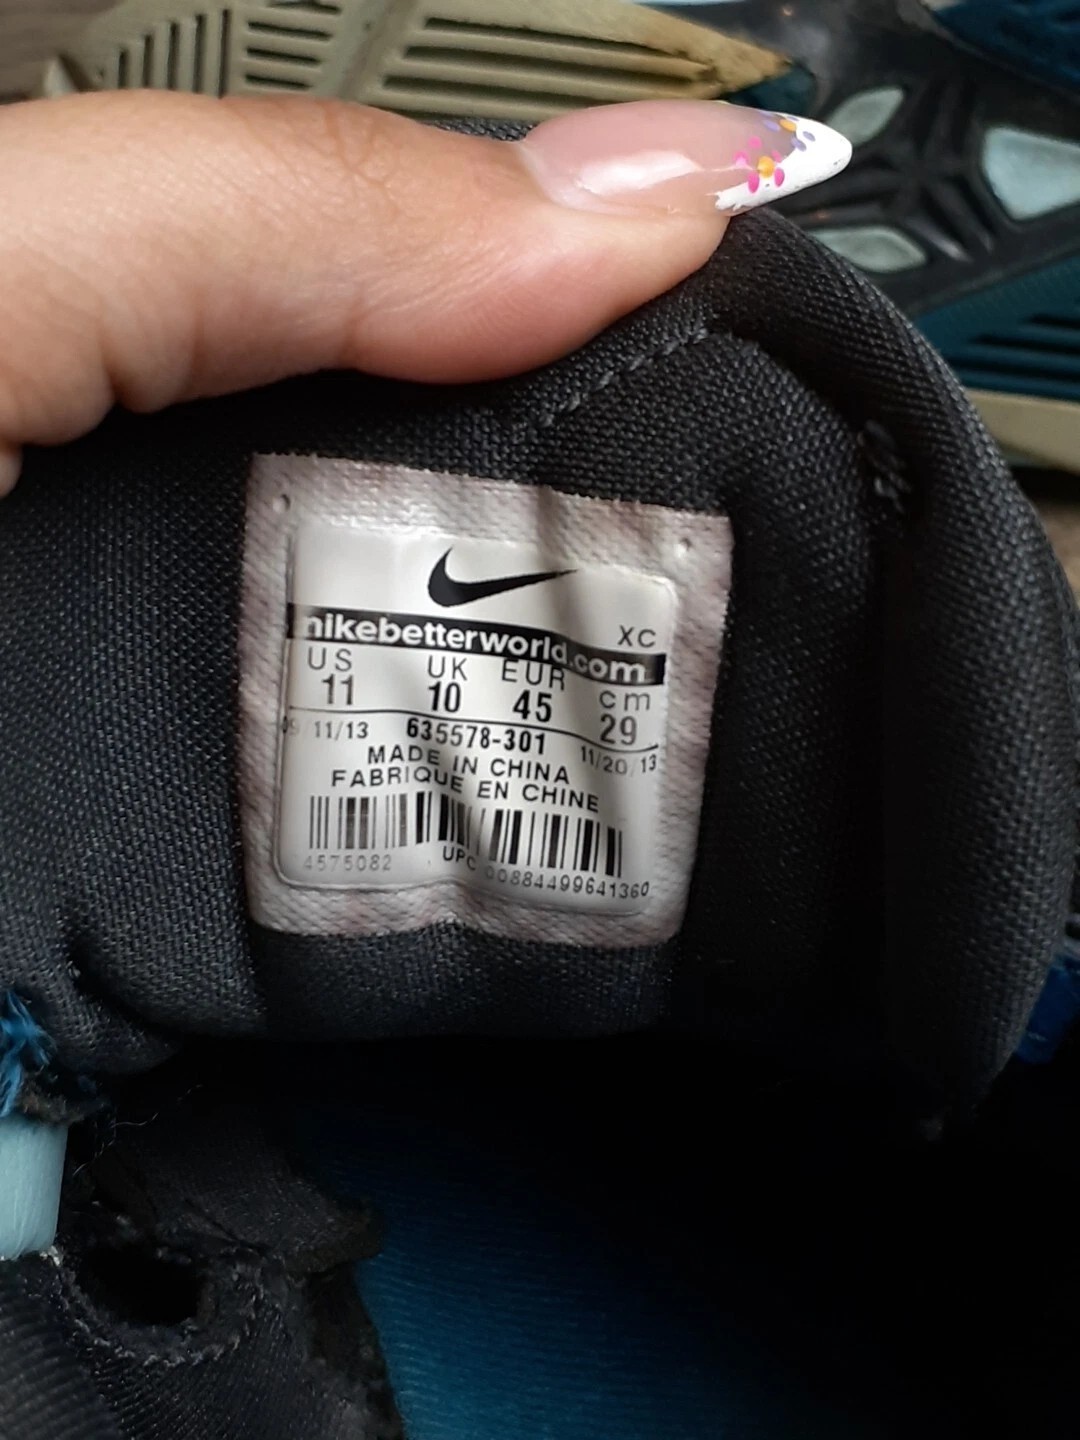 XC
nikebetterworld.com
US UK EUR cm
11 10 45 29
09/11/13 635578-301 11/20/13
MADE IN CHINA
FABRIQUE EN CHINE
4575082 UPC 00884499641360